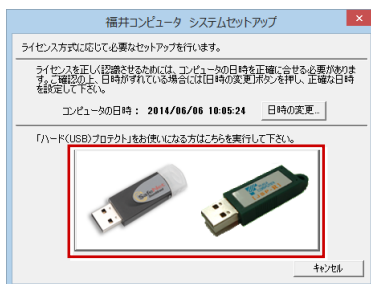 福井コンピュータ システムセットアップ
ライセンス方式に応じて必要なセットアップを行います。
ライセンスを正しく認識させるためには、コンピュータの日時を正確に合せる必要がありま
す。ご確認の上、日時がずれている場合には[日時の変更]ボタンを押し、正確な日時
を設定して下さい。
コンピュータの日時： 2014/06/06 10:05:24 日時の変更...
「ハード(USB)プロテクト」をお使いになる方はこちらを実行して下さい。
キャンセル